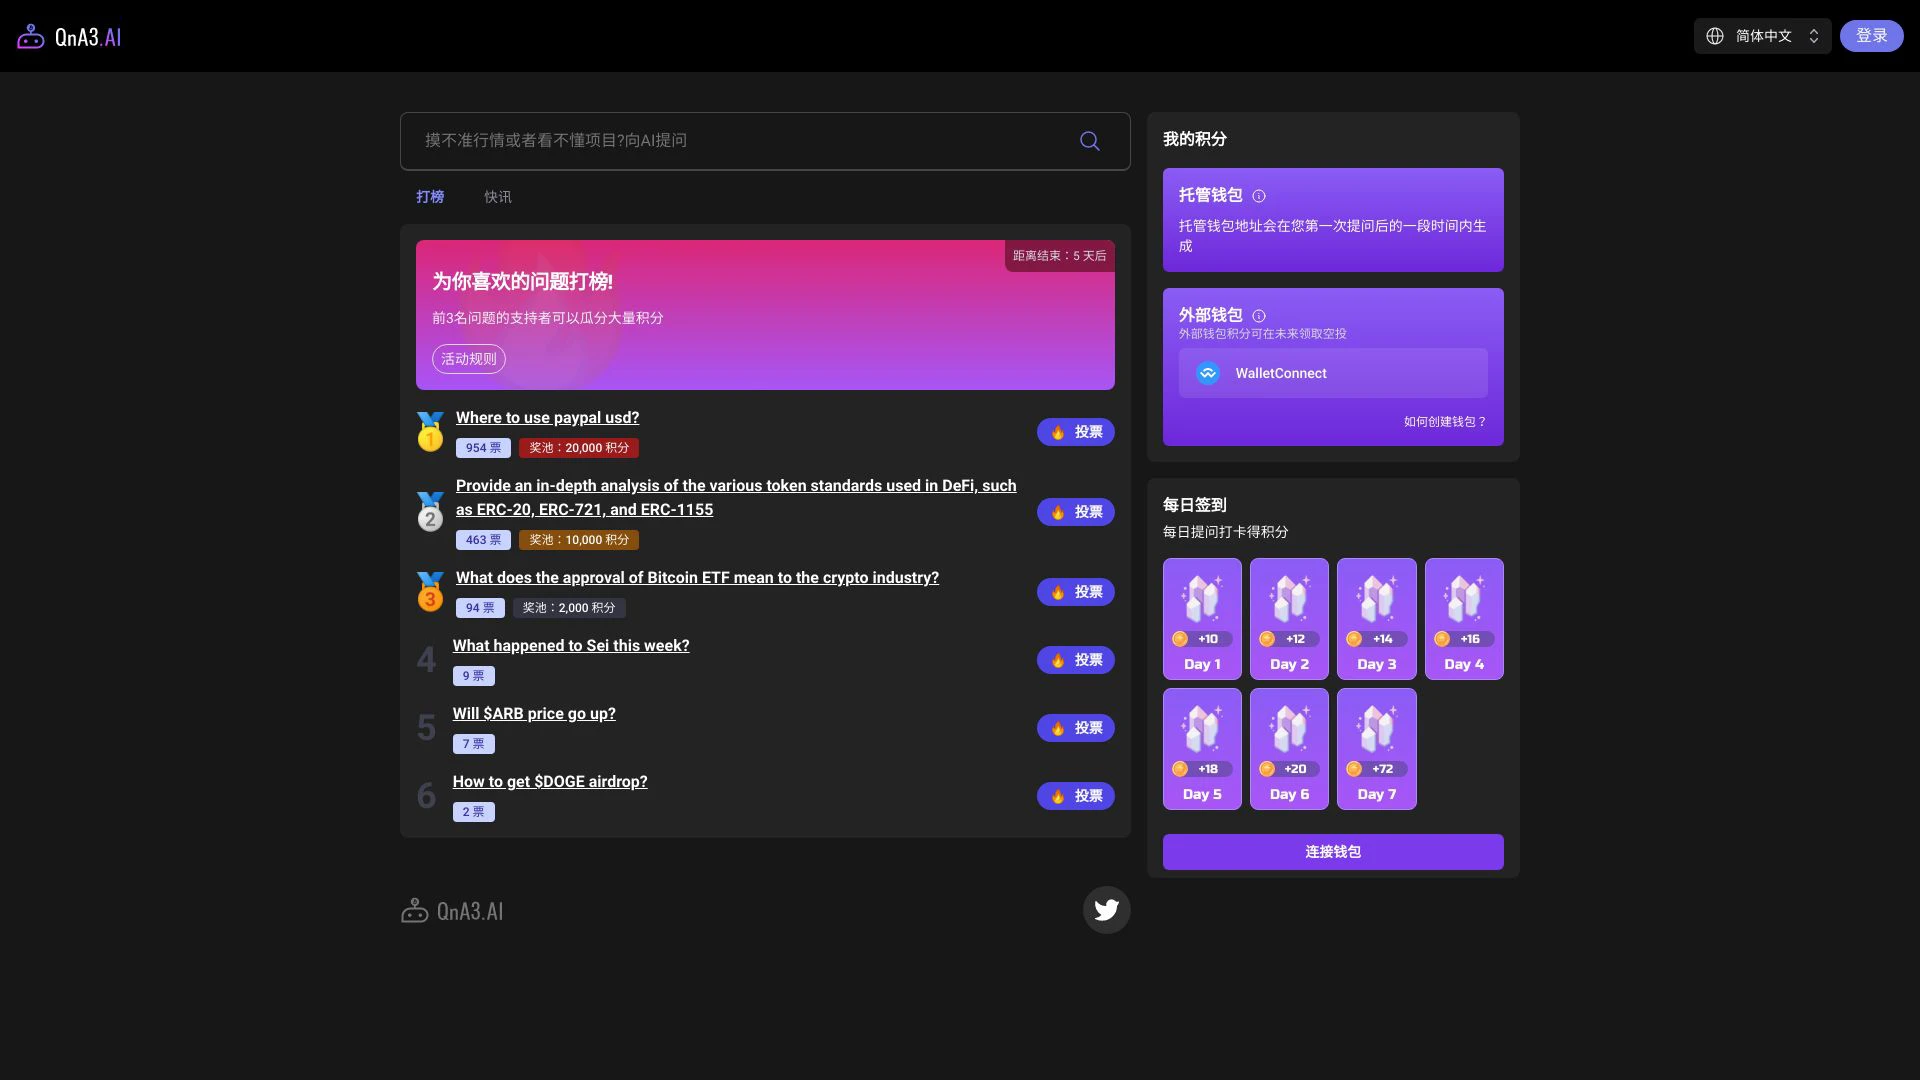 QnA3.AI
简体中文
登录
摸不准行情或者看不懂项目?向AI提问
打榜
快讯
距离结束：5 天后
为你喜欢的问题打榜!
前3名问题的支持者可以瓜分大量积分
活动规则
1
Where to use paypal usd?
954 票
奖池：20,000 积分
投票
2
Provide an in-depth analysis of the various token standards used in DeFi, such
as ERC-20, ERC-721, and ERC-1155
463 票
奖池：10,000 积分
投票
3
What does the approval of Bitcoin ETF mean to the crypto industry?
94 票
奖池：2,000 积分
投票
4
What happened to Sei this week?
9 票
投票
5
Will $ARB price go up?
7 票
投票
6
How to get $DOGE airdrop?
2 票
投票
我的积分
托管钱包
托管钱包地址会在您第一次提问后的一段时间内生
成
外部钱包
外部钱包积分可在未来领取空投
WalletConnect
如何创建钱包？
每日签到
每日提问打卡得积分
+10
Day 1
+12
Day 2
+14
Day 3
+16
Day 4
+18
Day 5
+20
Day 6
+72
Day 7
连接钱包
QnA3.AI